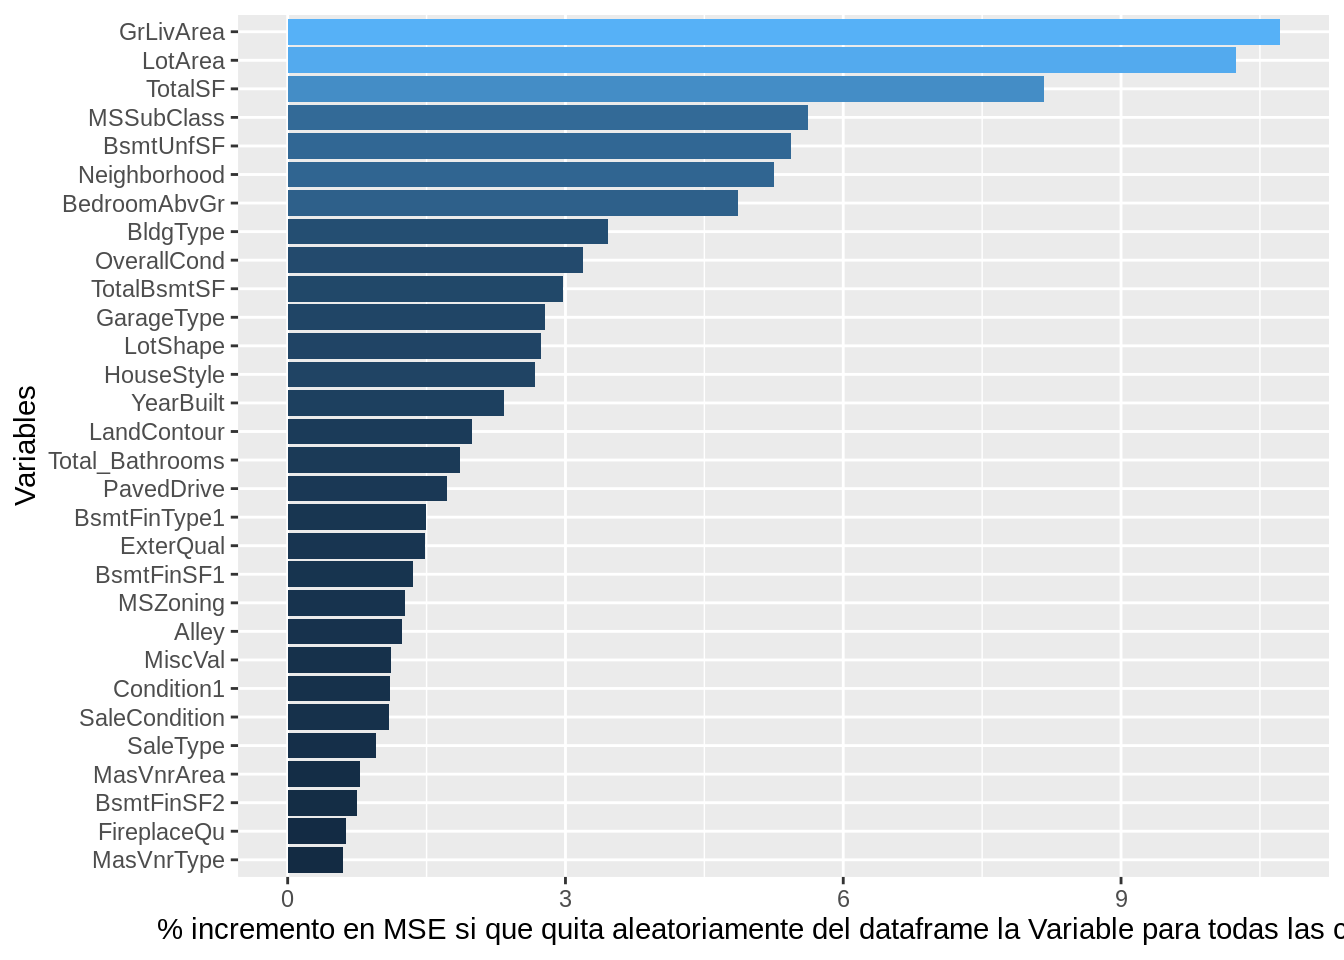 GrLivArea
LotArea
TotalSF
MSSubClass
BsmtUnfSF
Neighborhood
BedroomAbvGr
BldgType
OverallCond
TotalBsmtSF
GarageType
LotShape
HouseStyle
YearBuilt
LandContour
Total_Bathrooms
PavedDrive
BsmtFinType1
ExterQual
BsmtFinSF1
MSZoning
Alley
MiscVal
Condition1
SaleCondition
SaleType
MasVnrArea
BsmtFinSF2
FireplaceQu
MasVnrType
Variables
0 3 6 9
% incremento en MSE si que quita aleatoriamente del dataframe la Variable para todas las